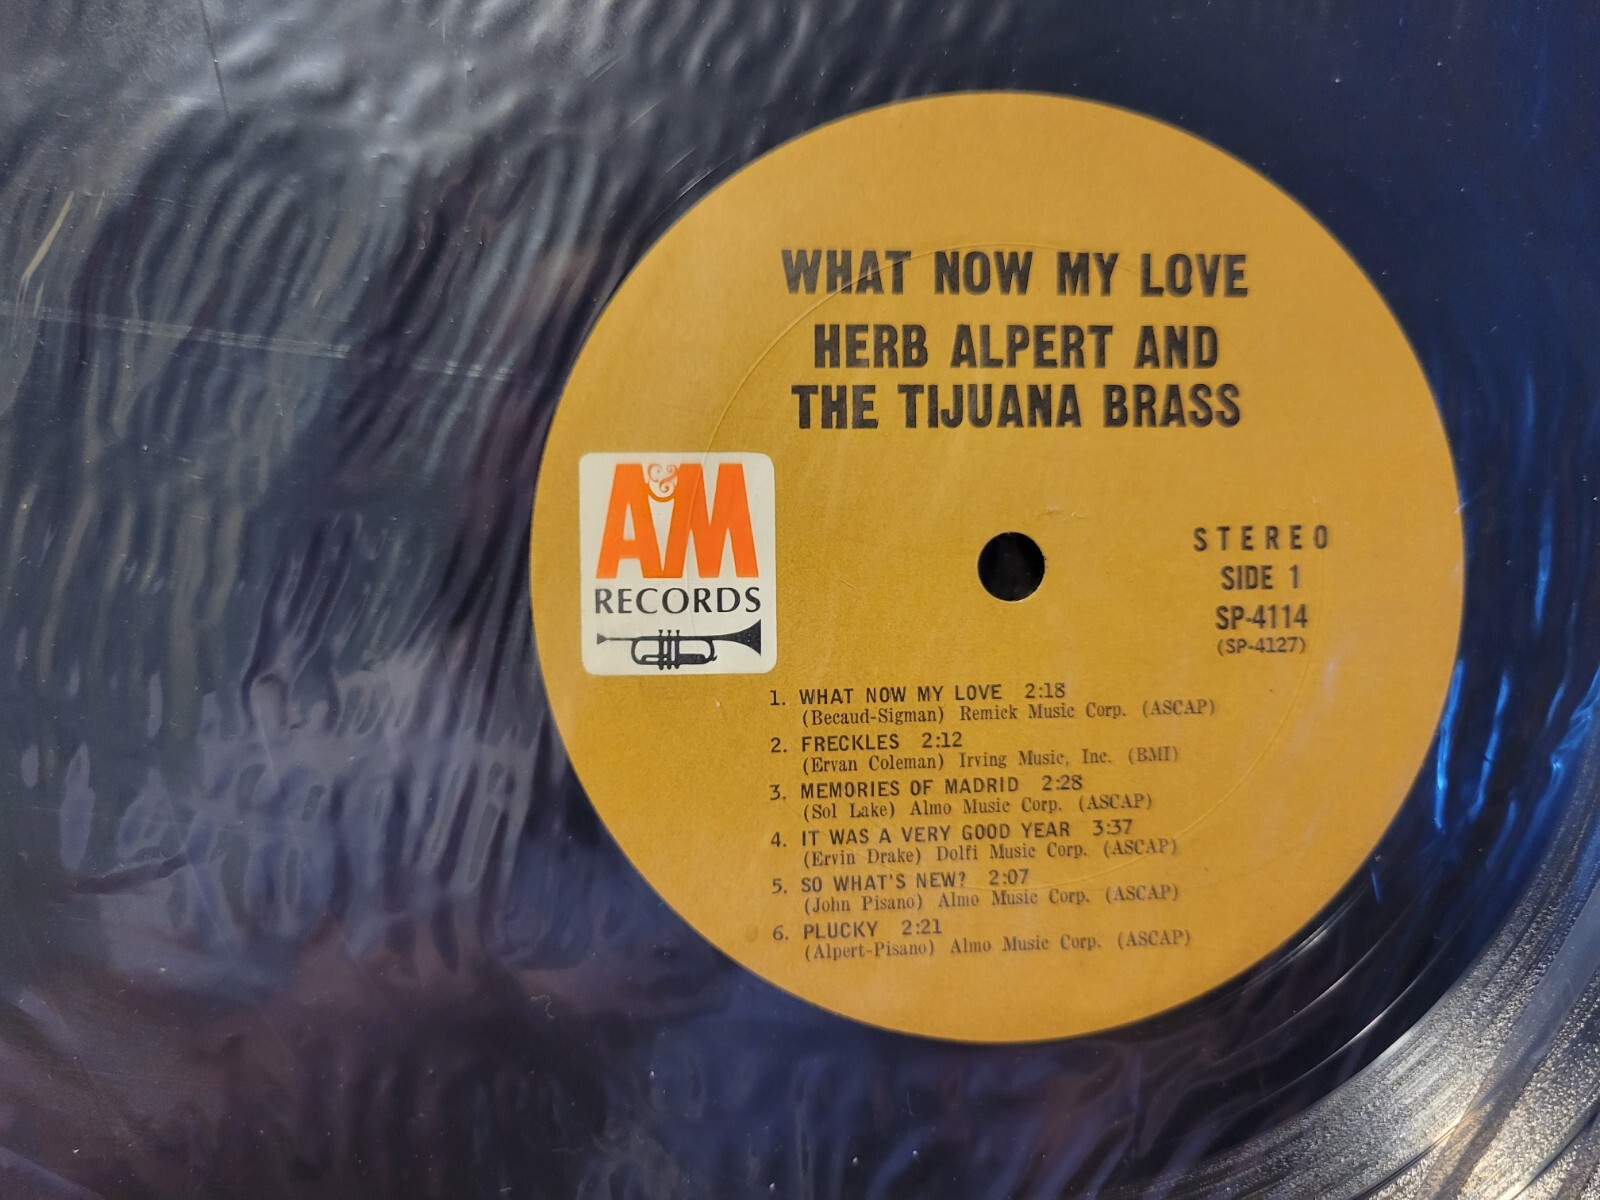 WHAT NOW MY LOVE
HERB ALPERT AND
THE TIJUANA BRASS
A&M
RECORDS
STEREO
SIDE 1
SP-4114
(SP-4127)
1. WHAT NOW MY LOVE 2:18
(Becaud-Sigman) Remick Music Corp. (ASCAP)
2. FRECKLES 2:12
(Ervan Coleman) Irving Music, Inc. (BMI)
3. MEMORIES OF MADRID 2:28
(Sol Lake) Almo Music Corp. (ASCAP)
4. IT WAS A VERY GOOD YEAR 3:37
(Ervin Drake) Dolfi Music Corp. (ASCAP)
5. SO WHAT'S NEW? 2:07
(John Pisano) Almo Music Corp. (ASCAP)
6. PLUCKY 2:21
(Alpert-Pisano) Almo Music Corp. (ASCAP)